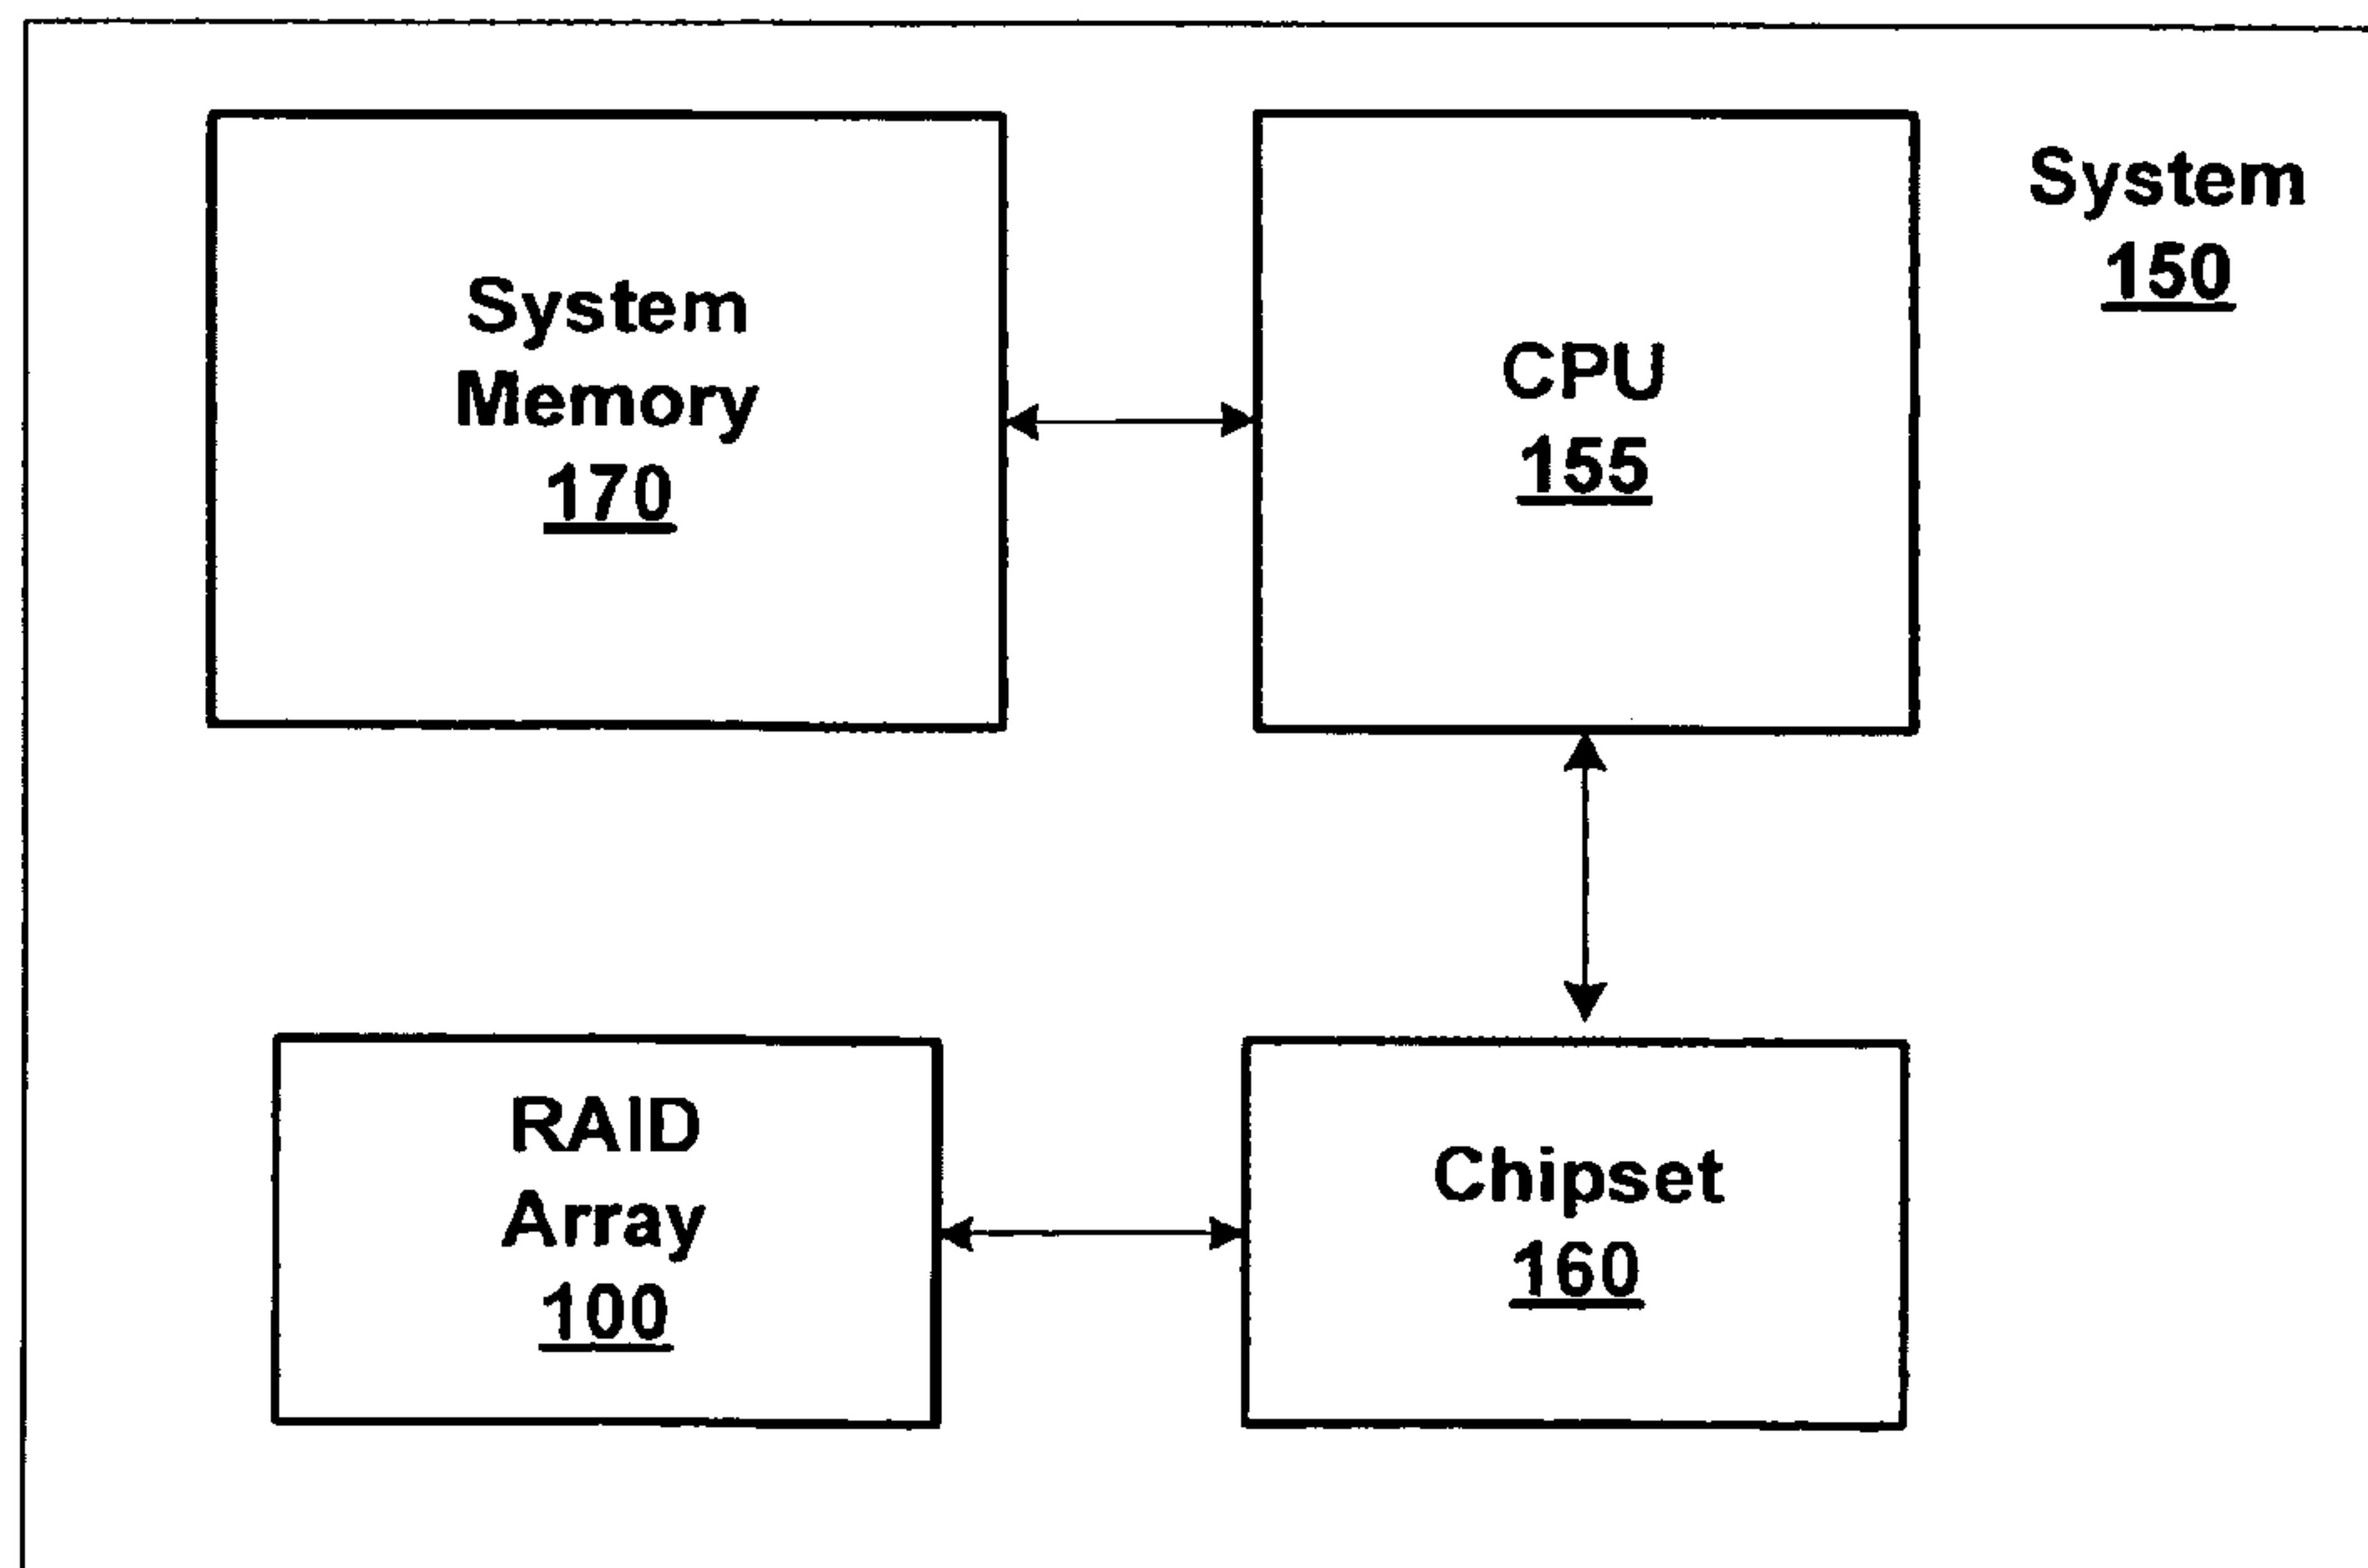 System
Memory
170
CPU
155
System
150
RAID
Array
100
Chipset
160